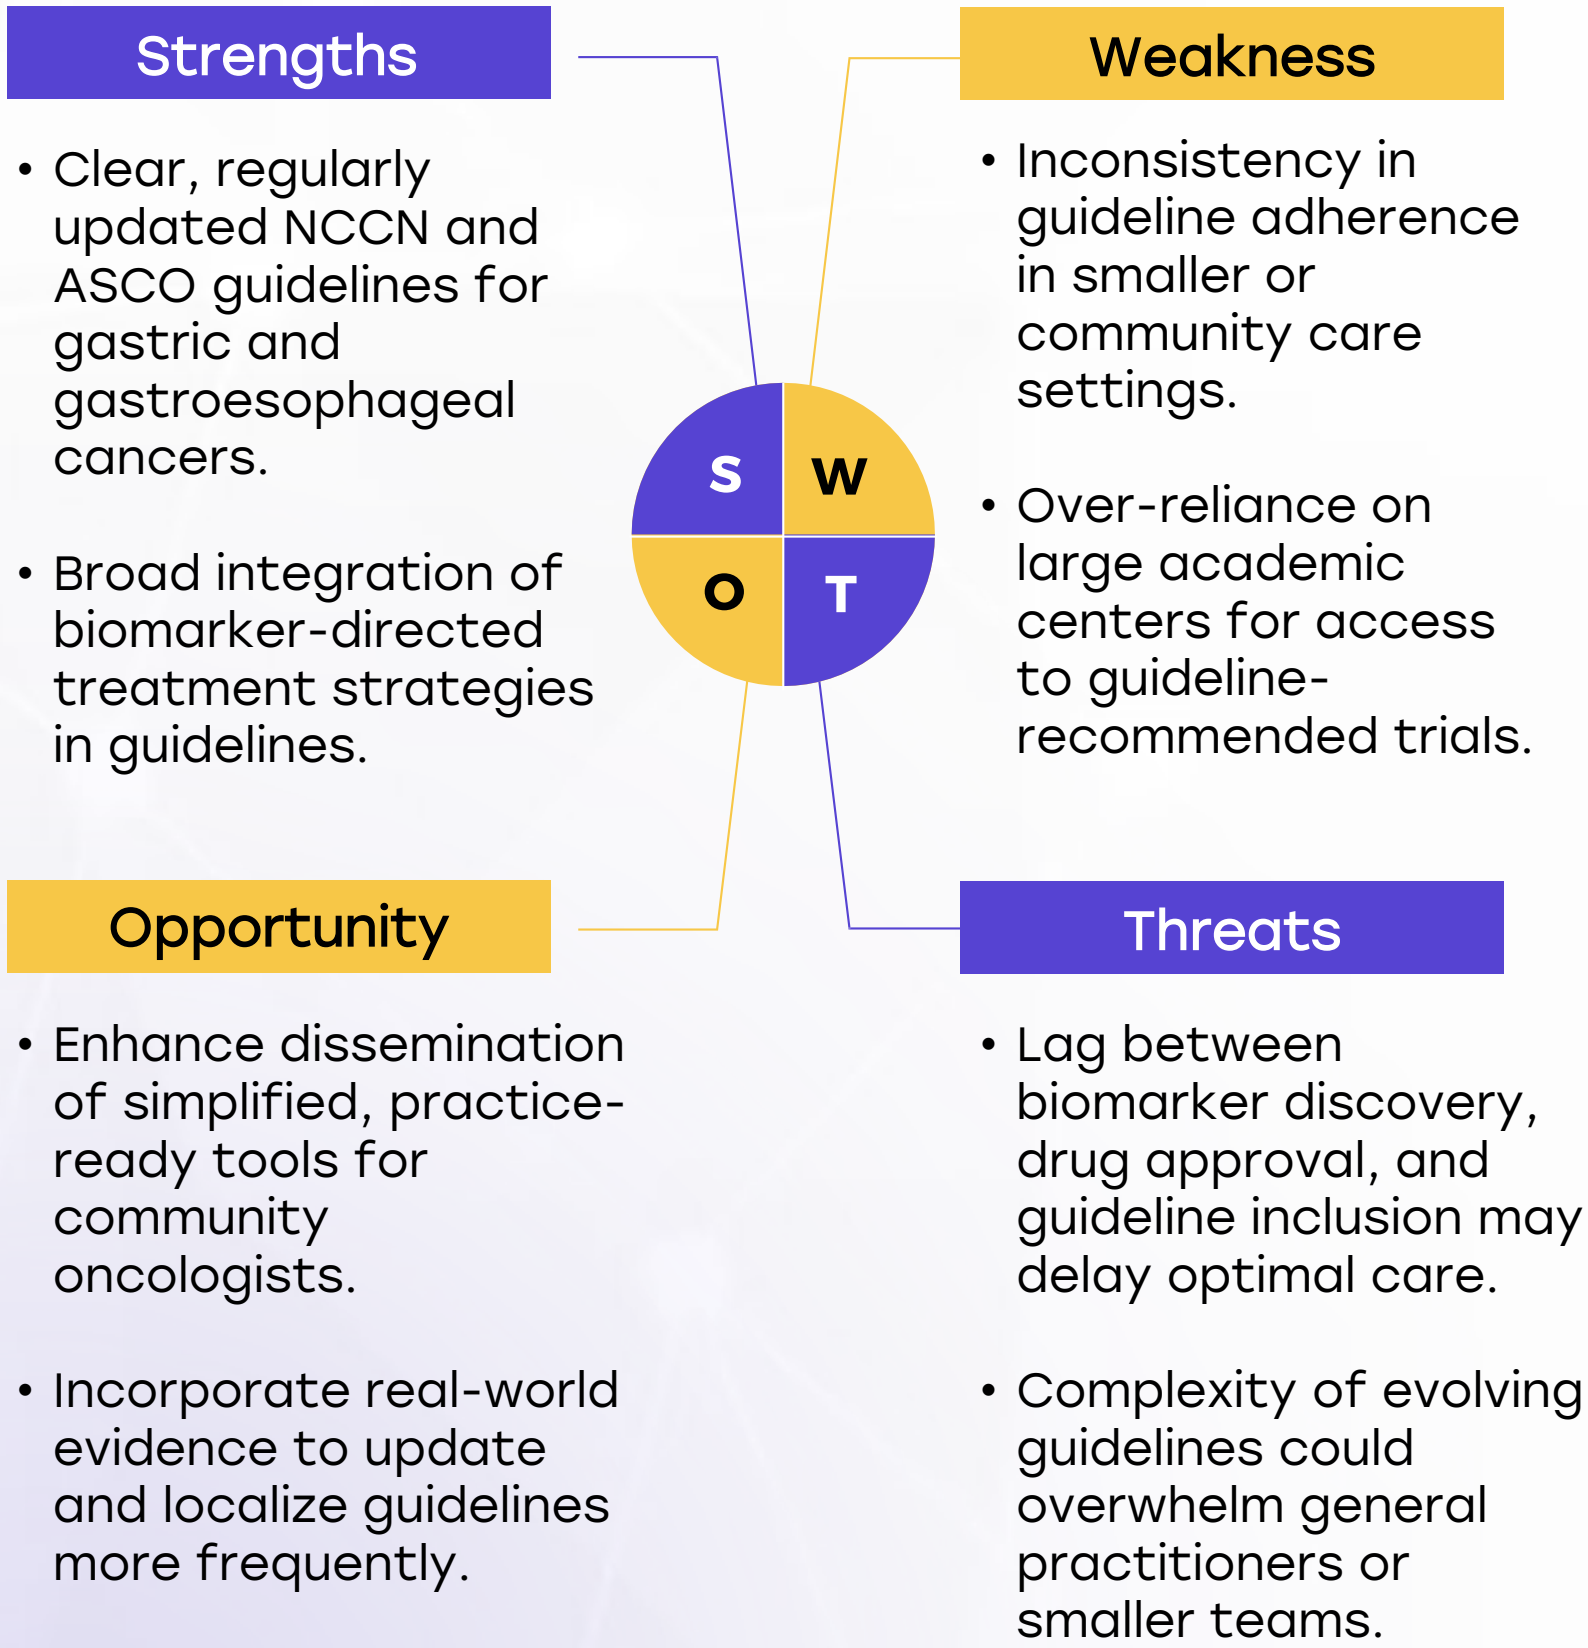 Strengths
• Clear, regularly
updated NCCN and
ASCO guidelines for
gastric and
gastroesophageal
cancers.
• Broad integration of
biomarker-directed
treatment strategies
in guidelines.
Weakness
• Inconsistency in
guideline adherence
in smaller or
community care
settings.
• Over-reliance on
large academic
centers for access
to guideline-
recommended trials.
S
W
O
T
Opportunity
• Enhance dissemination
of simplified, practice-
ready tools for
community
oncologists.
• Incorporate real-world
evidence to update
and localize guidelines
more frequently.
Threats
• Lag between
biomarker discovery,
drug approval, and
guideline inclusion may
delay optimal care.
• Complexity of evolving
guidelines could
overwhelm general
practitioners or
smaller teams.